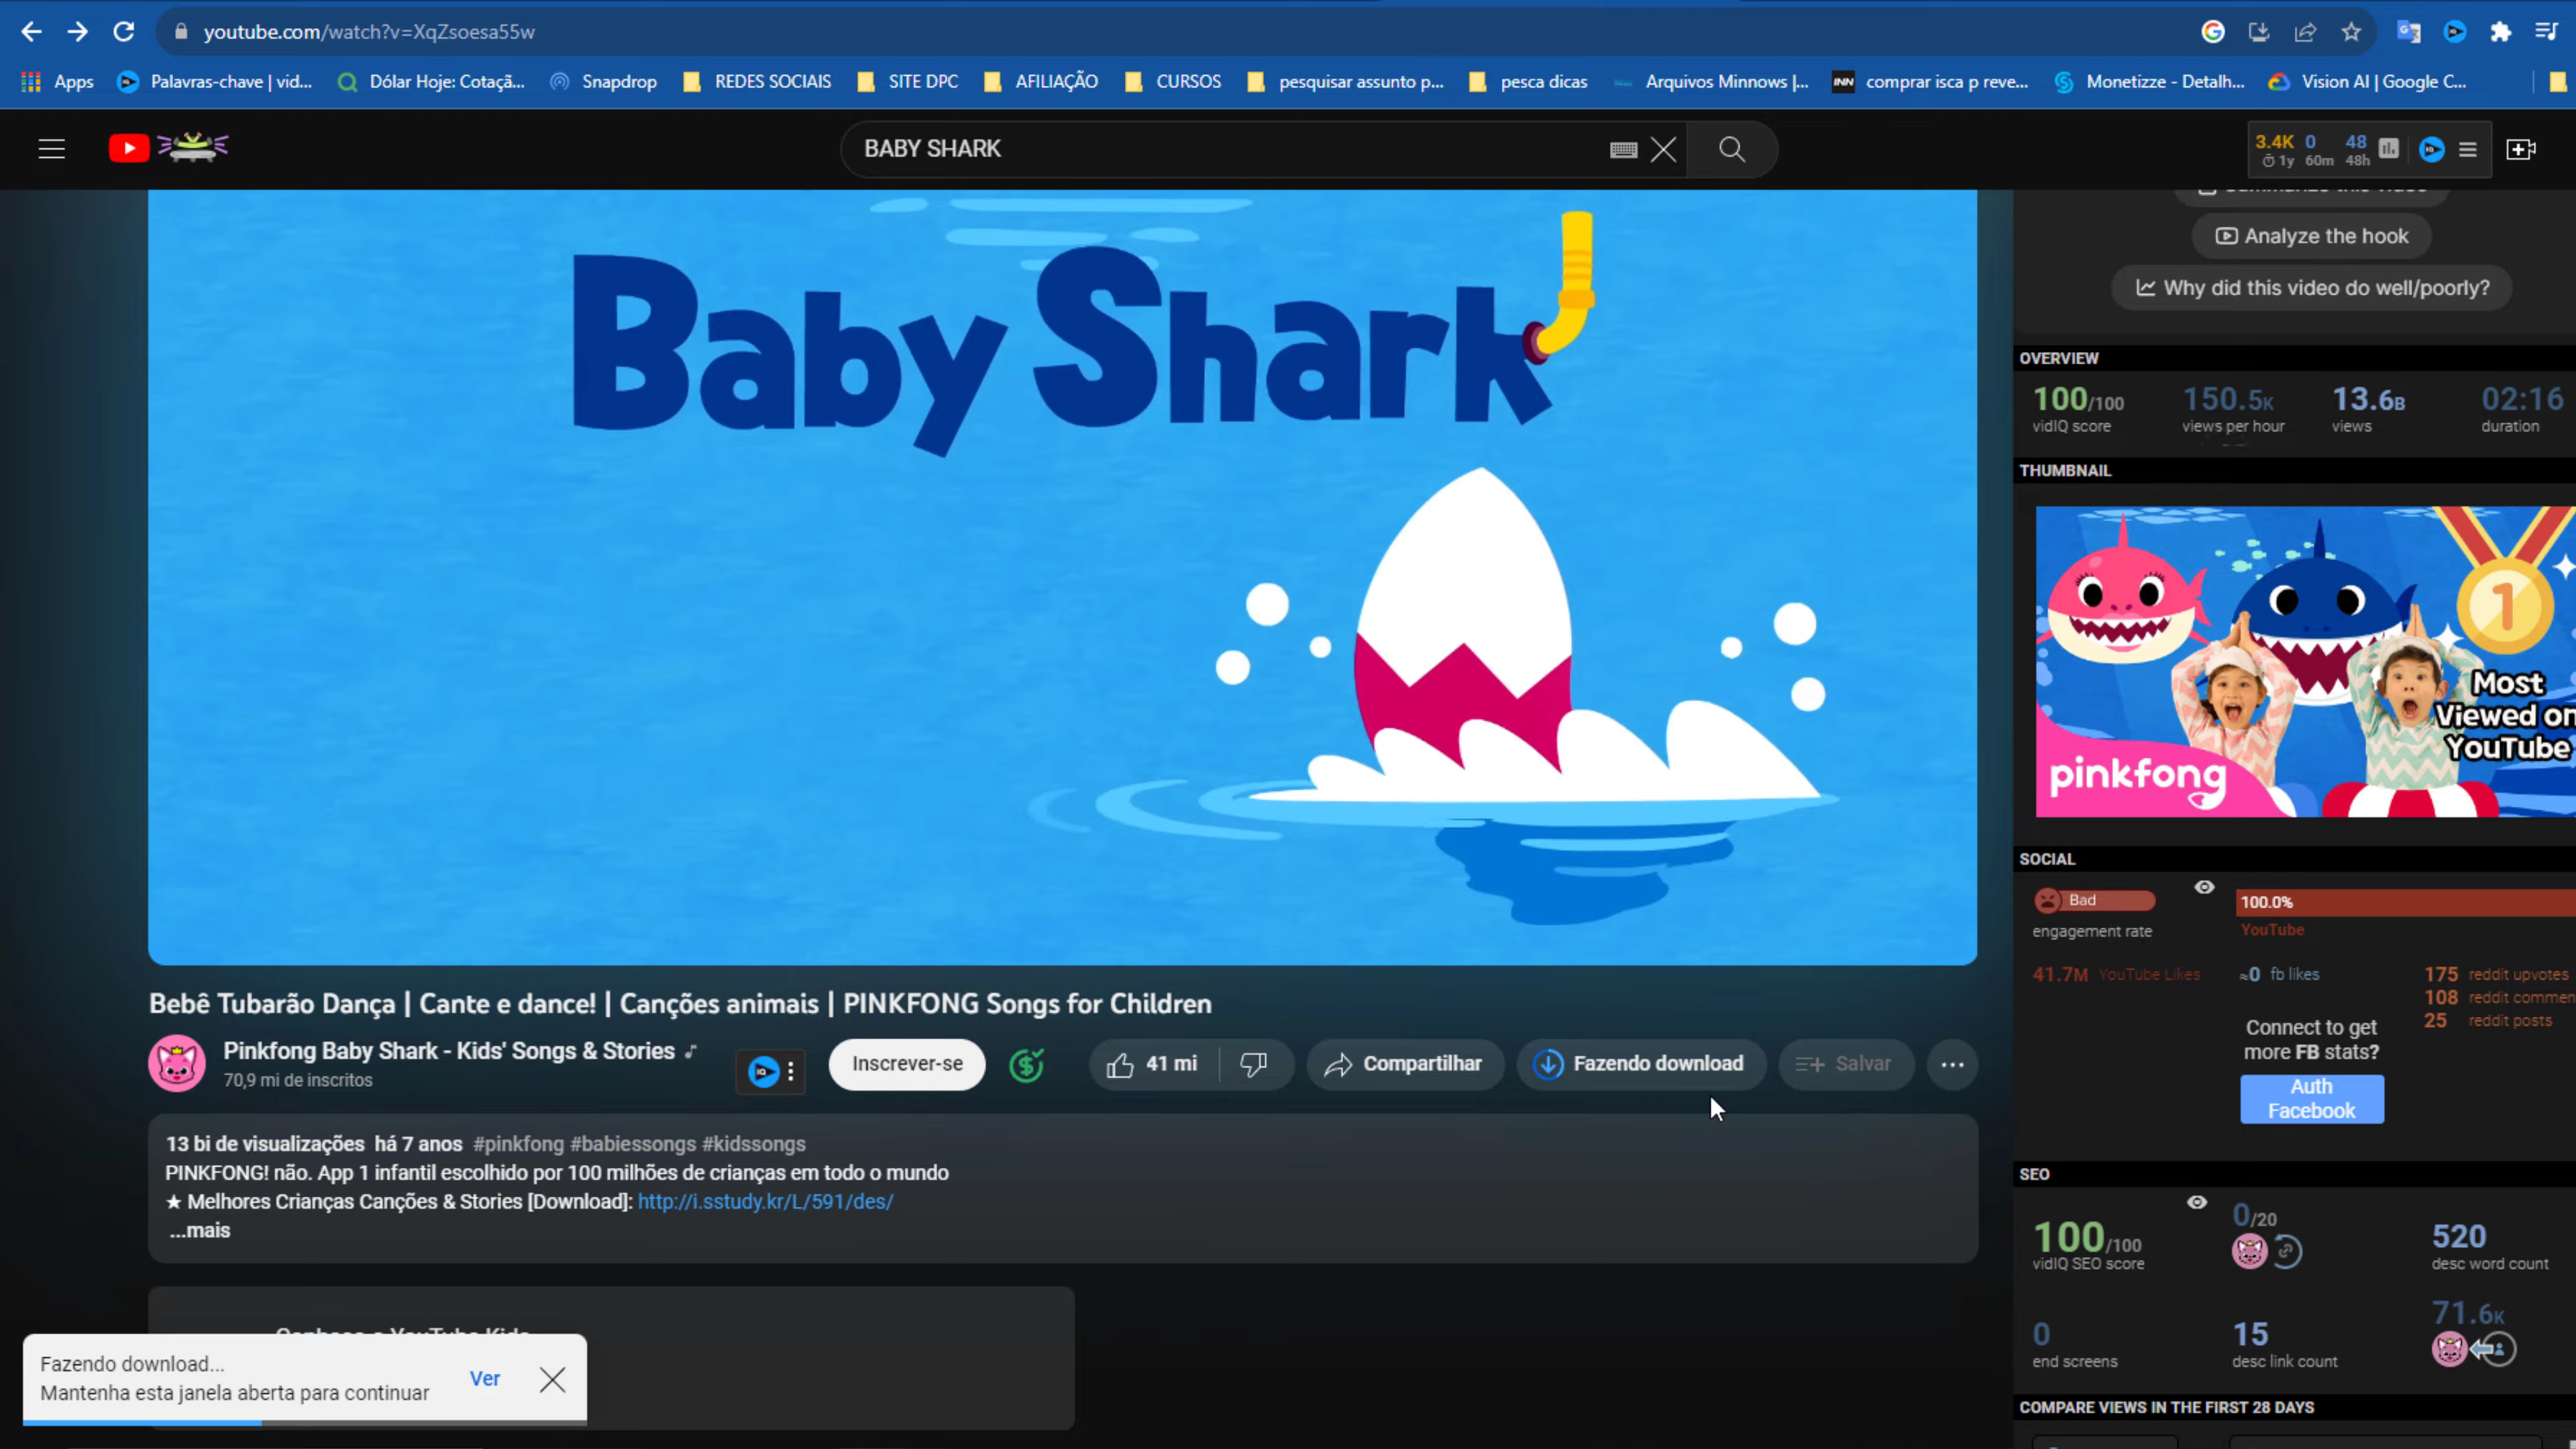 youtube.com/watch?v=XqZsoesa55w
Apps Palavras-chave | vid... Dólar Hoje: Cotaçã... Snapdrop REDES SOCIAIS SITE DPC AFILIAÇÃO CURSOS pesquisar assunto p... pesca dicas Arquivos Minnows |... INN comprar isca p reve... Monetizze - Detalh... Vision AI | Google C...
BABY SHARK
3.4K 0 48
1y 60m 48h
Baby Shark
Analyze the hook
Why did this video do well/poorly?
OVERVIEW
100/100 150.5K 13.6B 02:16
vidIQ score views per hour views duration
THUMBNAIL
1
Most
Viewed on
YouTube
pinkfong
SOCIAL
Bad 100.0%
engagement rate YouTube
41.7M YouTube Likes ≈0 fb likes 175 reddit upvotes
108 reddit commen
25 reddit posts
Connect to get
more FB stats?
Auth
Facebook
Bebê Tubarão Dança | Cante e dance! | Canções animais | PINKFONG Songs for Children
Pinkfong Baby Shark - Kids' Songs & Stories
70,9 mi de inscritos
IQ
Inscrever-se 41 mi Compartilhar Fazendo download Salvar
13 bi de visualizações há 7 anos #pinkfong #babiessongs #kidssongs
PINKFONG! não. App 1 infantil escolhido por 100 milhões de crianças em todo o mundo
★ Melhores Crianças Canções & Stories [Download]: http://i.sstudy.kr/L/591/des/
...mais
SEO
100/100 0/20 520
vidIQ SEO score desc word count
71.6K
0 15
end screens desc link count
COMPARE VIEWS IN THE FIRST 28 DAYS
Fazendo download...
Mantenha esta janela aberta para continuar
Ver